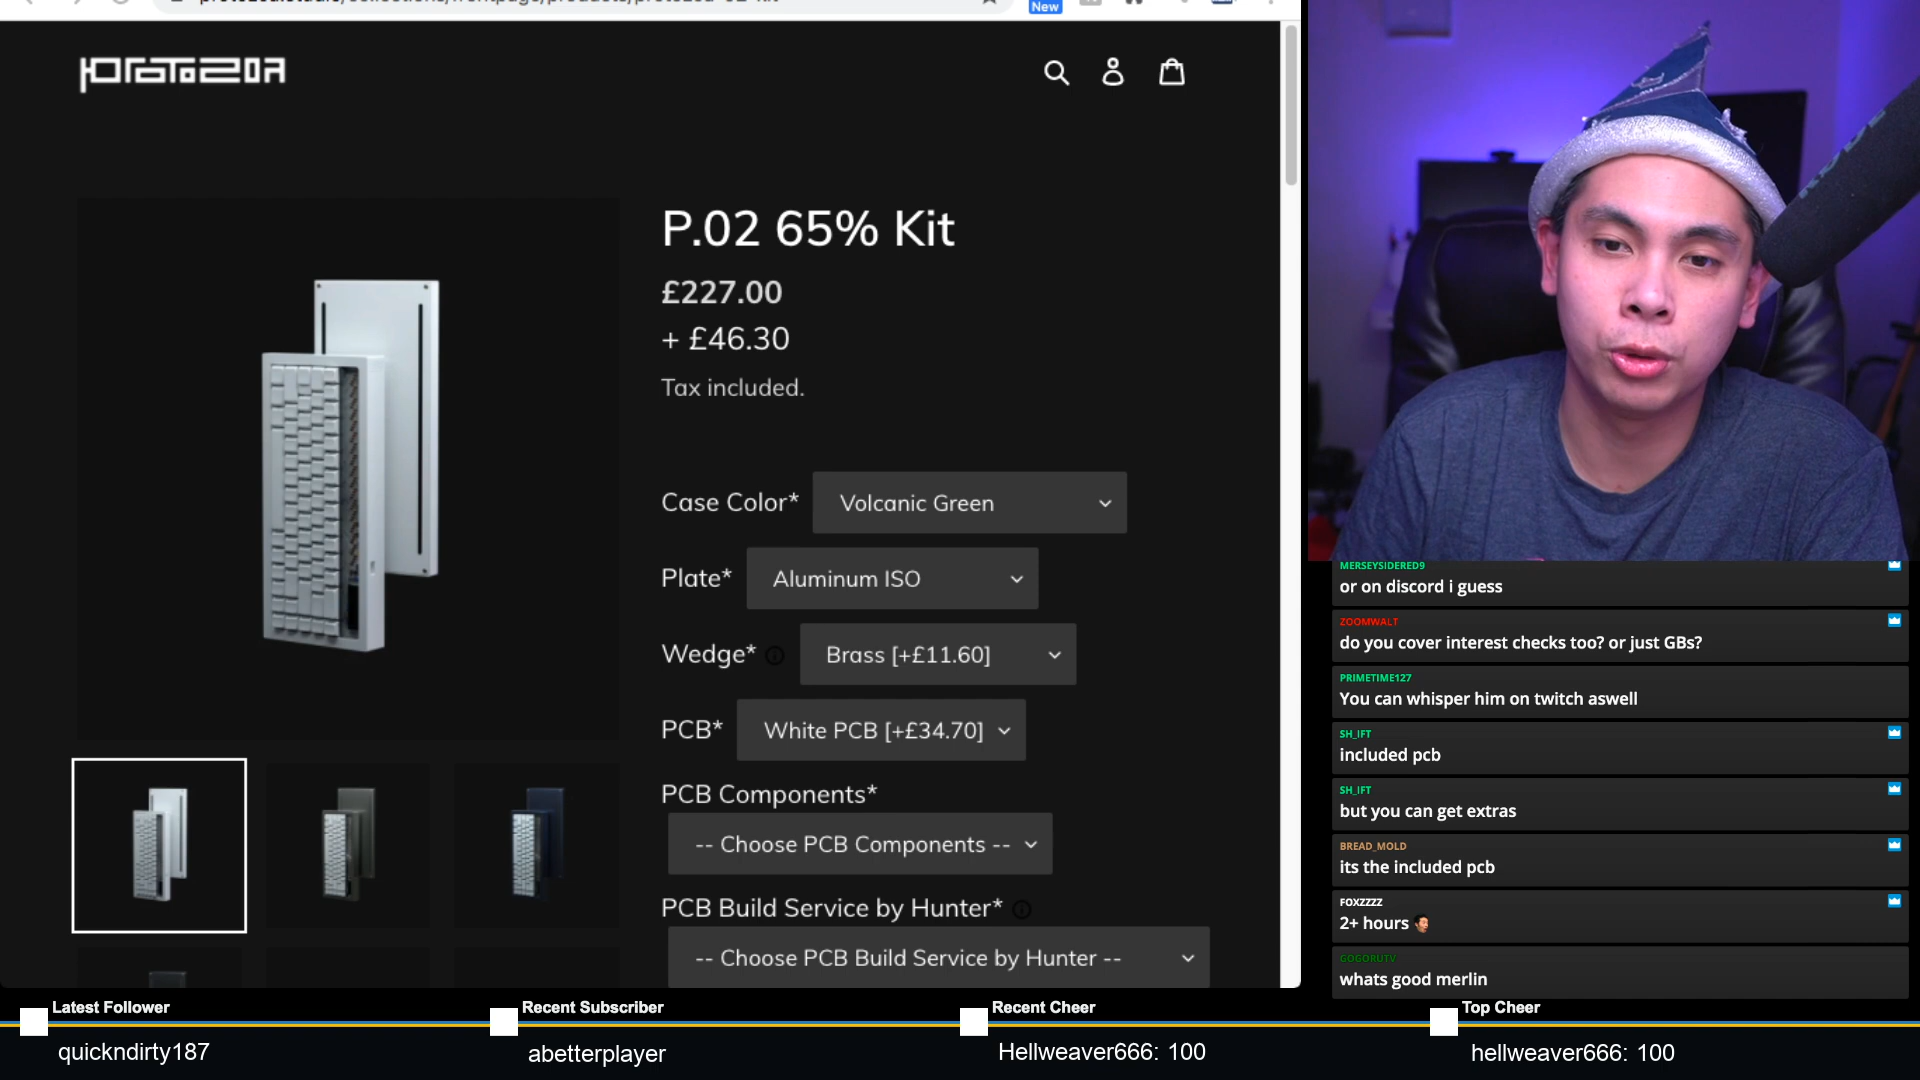 New
ProtoZOA
P.02 65% Kit
£227.00
+ £46.30
Tax included.
Case Color* Volcanic Green
Plate* Aluminum ISO
Wedge* Brass [+£11.60]
PCB* White PCB [+£34.70]
PCB Components*
-- Choose PCB Components --
PCB Build Service by Hunter*
-- Choose PCB Build Service by Hunter --
MERSEYSIDERED9
or on discord i guess
ZOOMWALT
do you cover interest checks too? or just GBs?
PRIMETIME127
You can whisper him on twitch aswell
SH_IFT
included pcb
SH_IFT
but you can get extras
BREAD_MOLD
its the included pcb
FOXZZZZ
2+ hours
GOGORUTV
whats good merlin
Latest Follower
quickndirty187
Recent Subscriber
abetterplayer
Recent Cheer
Hellweaver666: 100
Top Cheer
hellweaver666: 100